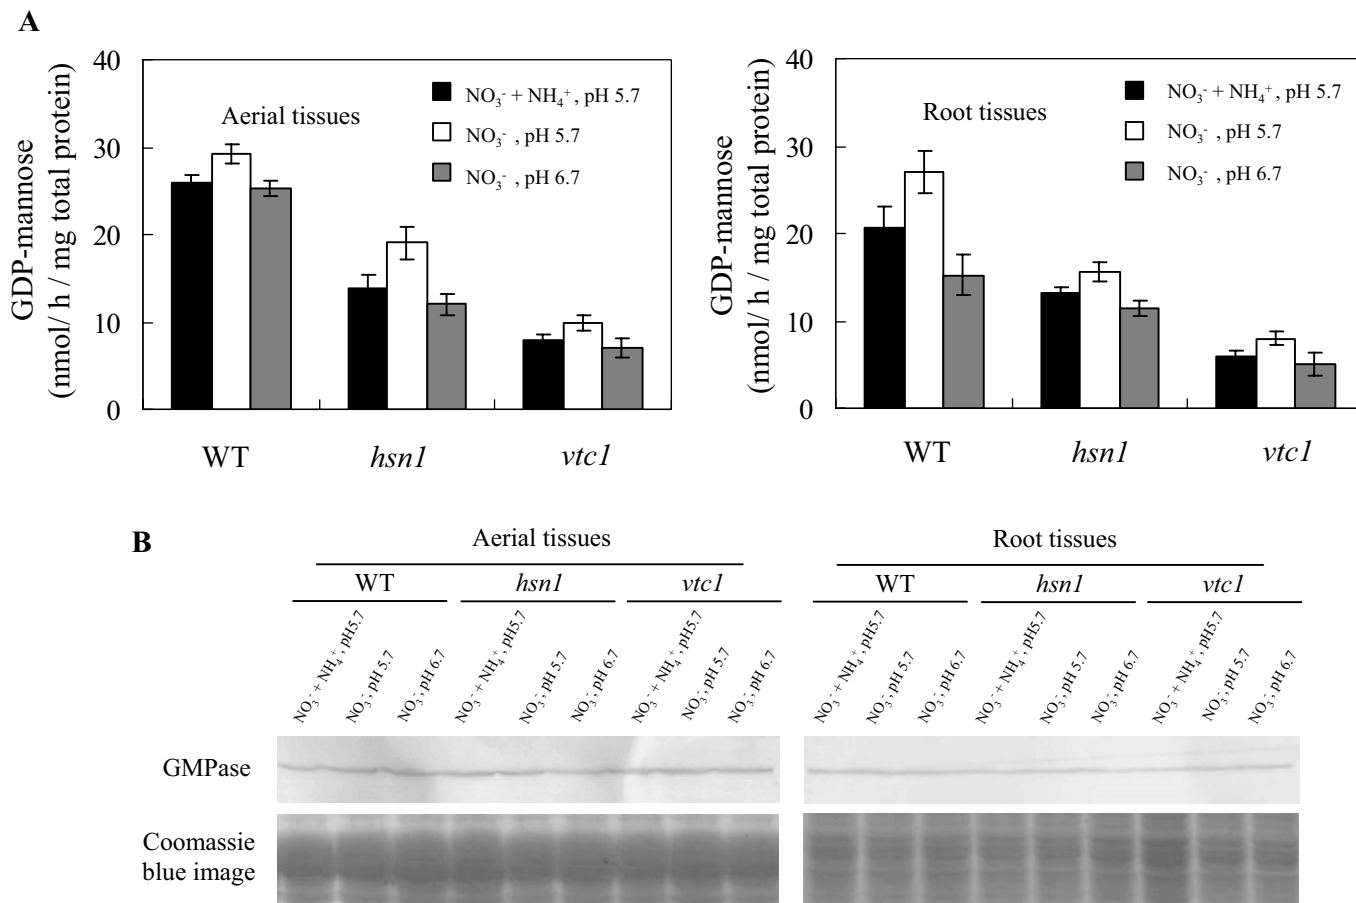 A
GDP-mannose
(nmol/ h / mg total protein)
40
30
20
10
0
Aerial tissues
NO₃⁻ + NH₄⁺ , pH 5.7
NO₃⁻ , pH 5.7
NO₃⁻ , pH 6.7
WT hsn1 vtc1
GDP-mannose
(nmol/ h / mg total protein)
40
30
20
10
0
Root tissues
NO₃⁻ + NH₄⁺ , pH 5.7
NO₃⁻ , pH 5.7
NO₃⁻ , pH 6.7
WT hsn1 vtc1
B
Aerial tissues
WT hsn1 vtc1
NO₃⁻ + NH₄⁺, pH5.7
NO₃⁻, pH 5.7
NO₃⁻, pH 6.7
NO₃⁻ + NH₄⁺, pH5.7
NO₃⁻, pH 5.7
NO₃⁻, pH 6.7
NO₃⁻ + NH₄⁺, pH5.7
NO₃⁻, pH 5.7
NO₃⁻, pH 6.7
Root tissues
WT hsn1 vtc1
NO₃⁻ + NH₄⁺, pH5.7
NO₃⁻, pH 5.7
NO₃⁻, pH 6.7
NO₃⁻ + NH₄⁺, pH5.7
NO₃⁻, pH 5.7
NO₃⁻, pH 6.7
NO₃⁻ + NH₄⁺, pH5.7
NO₃⁻, pH 5.7
NO₃⁻, pH 6.7
GMPase
Coomassie
blue image